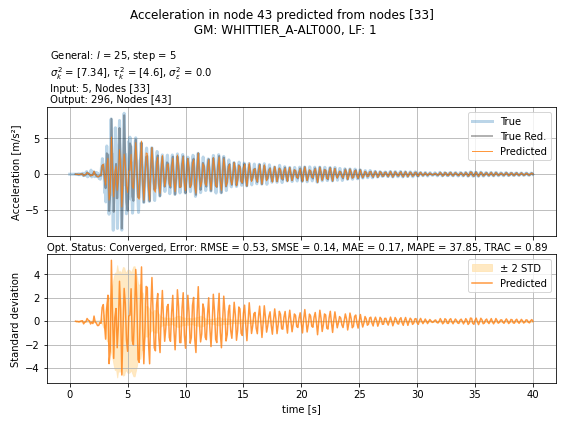 Acceleration in node 43 predicted from nodes [33]
GM: WHITTIER_A-ALT000, LF: 1
General: l = 25, step = 5
σ²ₖ = [7.34], τ²ₖ = [4.6], σ²ε = 0.0
Input: 5, Nodes [33]
Output: 296, Nodes [43]
Acceleration [m/s²]
5
0
−5
True
True Red.
Predicted
Opt. Status: Converged, Error: RMSE = 0.53, SMSE = 0.14, MAE = 0.17, MAPE = 37.85, TRAC = 0.89
Standard deviation
4
2
0
−2
−4
± 2 STD
Predicted
0 5 10 15 20 25 30 35 40
time [s]